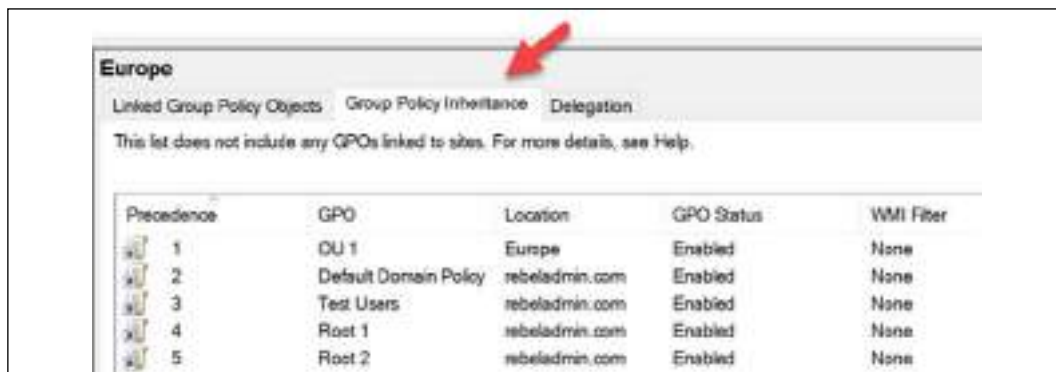 Europe
Linked Group Policy Objects Group Policy Inheritance Delegation
This list does not include any GPOs linked to sites. For more details, see Help.
Precedence GPO Location GPO Status WMI Filter
1 OU 1 Europe Enabled None
2 Default Domain Policy rebeladmin.com Enabled None
3 Test Users rebeladmin.com Enabled None
4 Root 1 rebeladmin.com Enabled None
5 Root 2 rebeladmin.com Enabled None